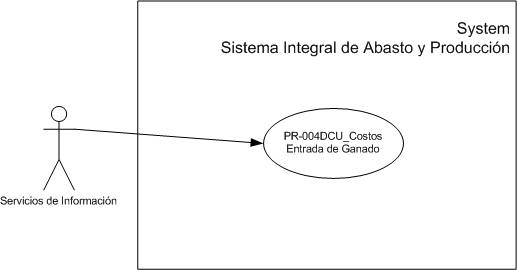 System
Sistema Integral de Abasto y Producción
PR-004DCU_Costos
Entrada de Ganado
Servicios de Información